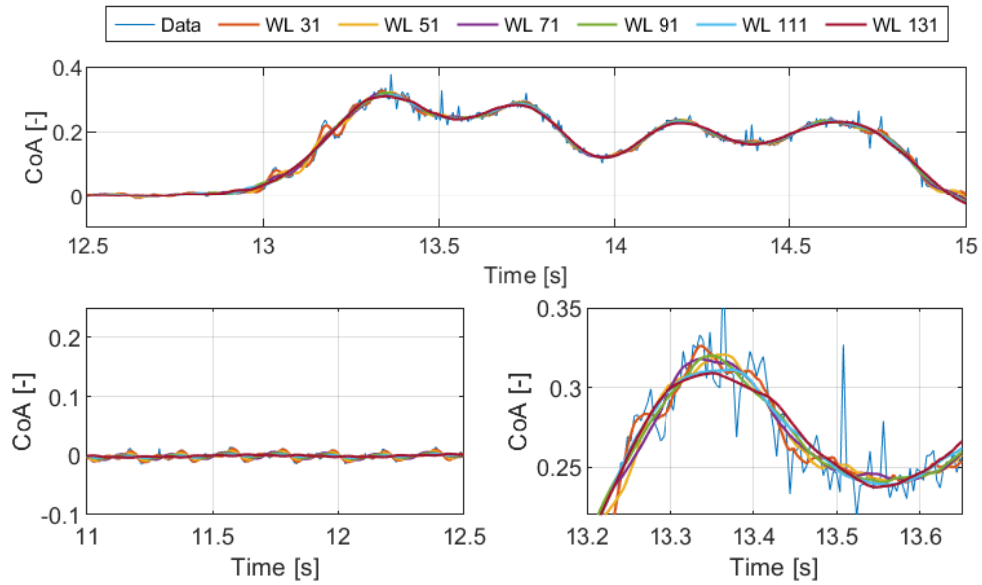 Data WL 31 WL 51 WL 71 WL 91 WL 111 WL 131
0.4
0.2
0
CoA [-]
12.5 13 13.5 14 14.5 15
Time [s]
0.2
0.1
0
-0.1
CoA [-]
11 11.5 12 12.5
Time [s]
0.35
0.3
0.25
CoA [-]
13.2 13.3 13.4 13.5 13.6
Time [s]